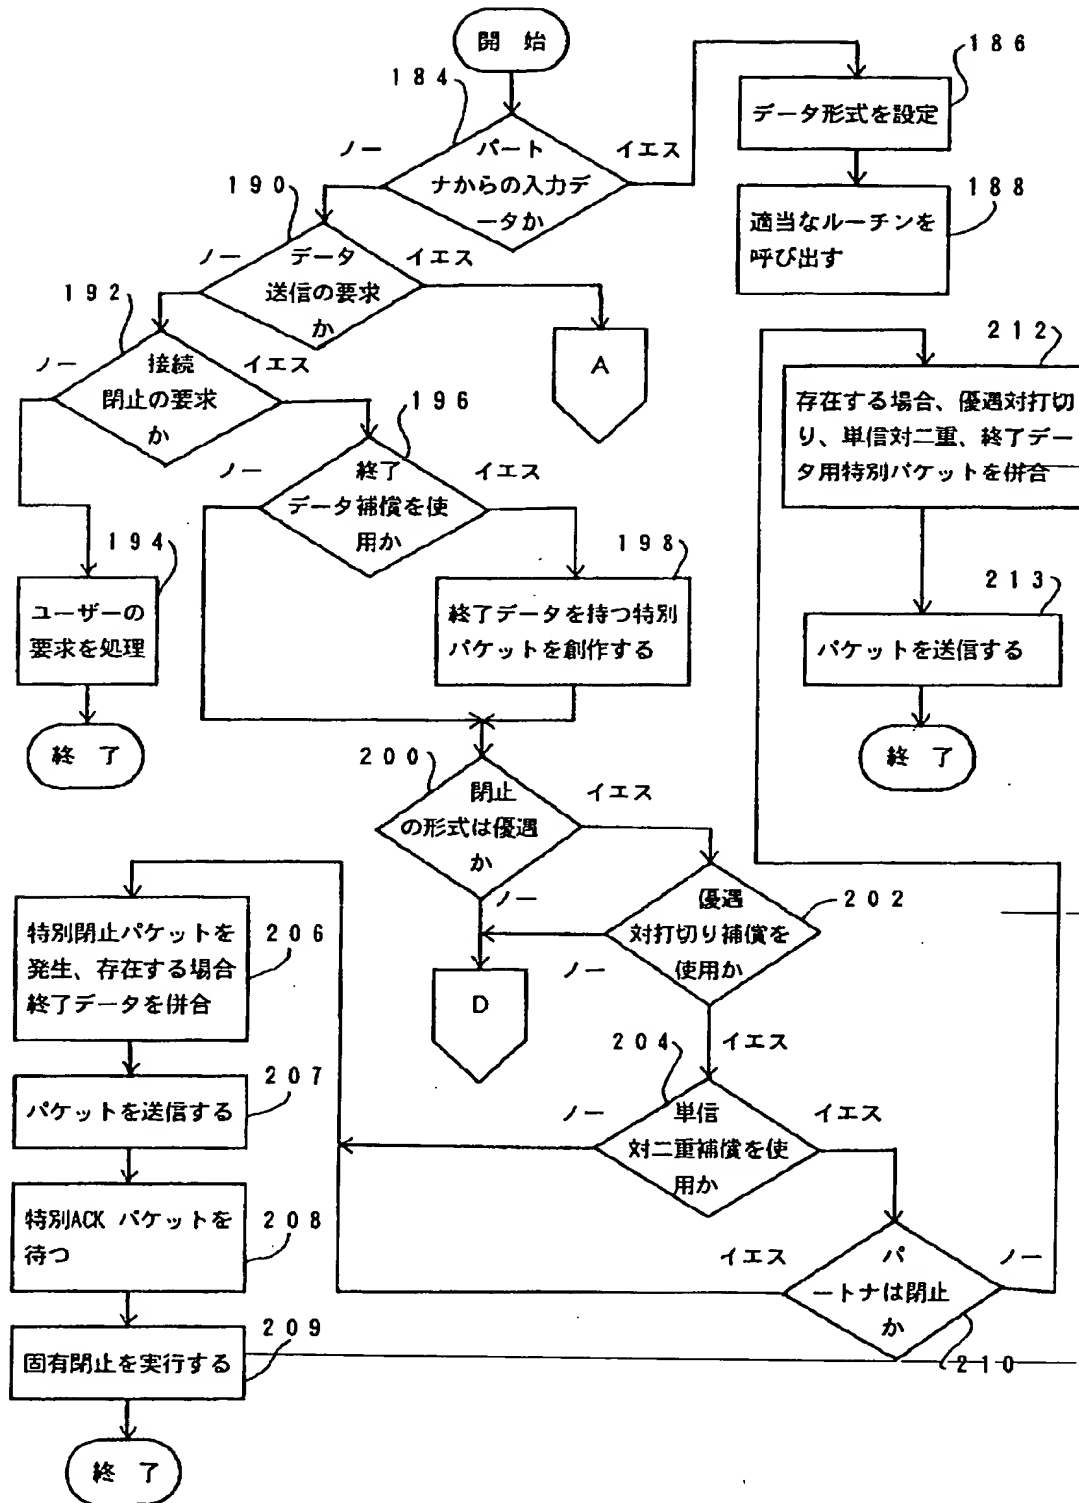 開 始
184
パート
ナからの入力デ
ータか
ノー
イエス
186
データ形式を設定
188
適当なルーチンを
呼び出す
190
データ
送信の要求
か
ノー
イエス
A
192
接続
閉止の要求
か
ノー
イエス
194
ユーザーの
要求を処理
終 了
196
終了
データ補償を使
用か
ノー
イエス
198
終了データを持つ特別
パケットを創作する
200
閉止
の形式は優遇
か
イエス
ノー
D
202
優遇
対打切り補償を
使用か
ノー
イエス
204
単信
対二重補償を使
用か
ノー
イエス
210
パ
ートナは閉止
か
イエス
ノー
206
特別閉止パケットを
発生、存在する場合
終了データを併合
207
パケットを送信する
208
特別ACK パケットを
待つ
209
固有閉止を実行する
終 了
212
存在する場合、優遇対打切
り、単信対二重、終了デー
タ用特別パケットを併合
213
パケットを送信する
終 了